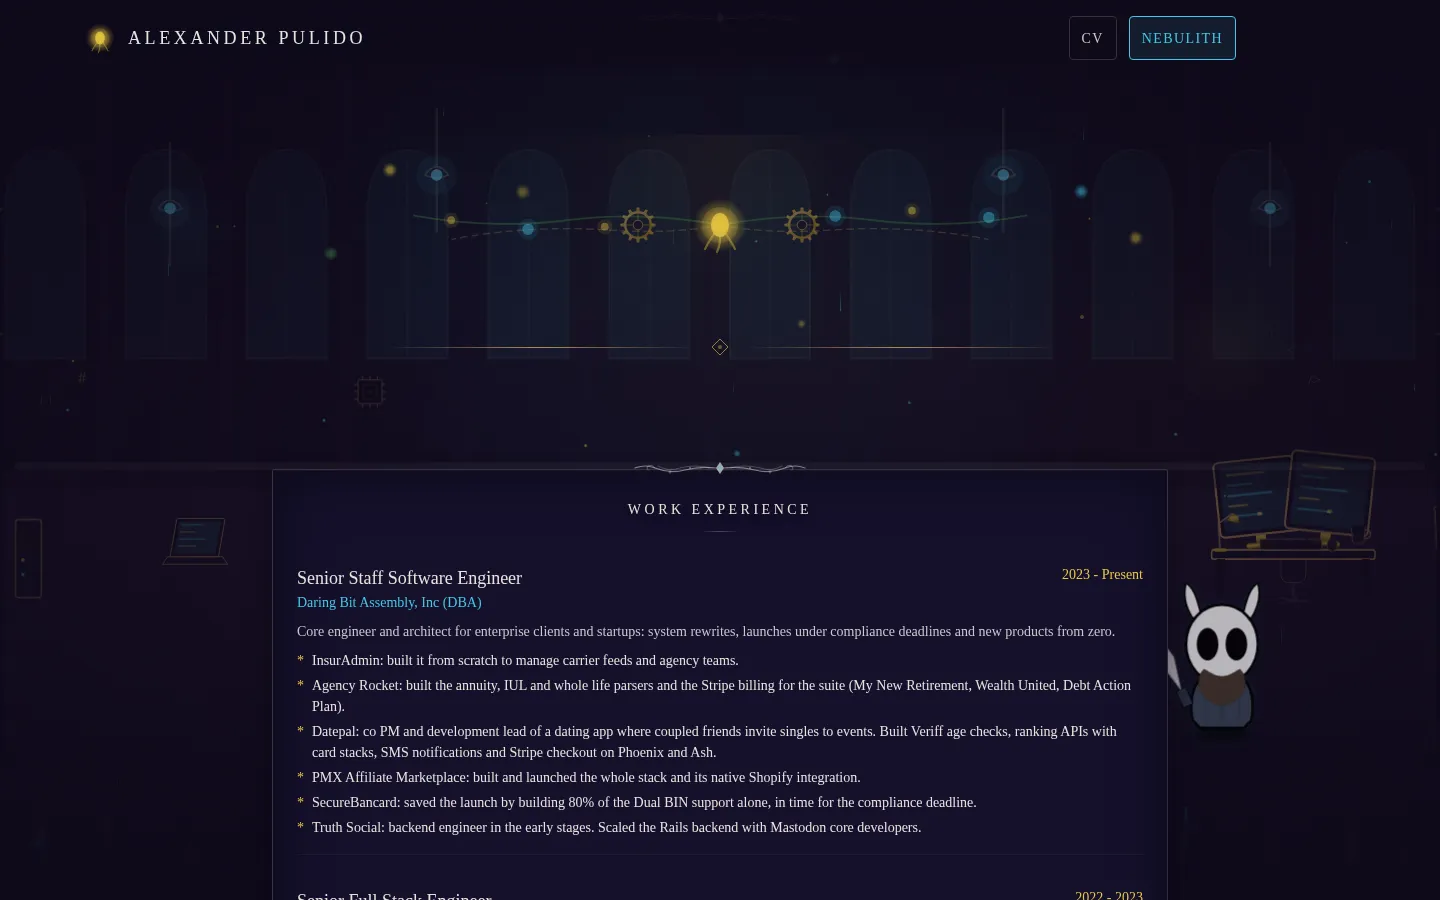 ALEXANDER PULIDO
CV
NEBULITH
#
WORK EXPERIENCE
Senior Staff Software Engineer
2023 - Present
Daring Bit Assembly, Inc (DBA)
Core engineer and architect for enterprise clients and startups: system rewrites, launches under compliance deadlines and new products from zero.
* InsurAdmin: built it from scratch to manage carrier feeds and agency teams.
* Agency Rocket: built the annuity, IUL and whole life parsers and the Stripe billing for the suite (My New Retirement, Wealth United, Debt Action
Plan).
* Datepal: co PM and development lead of a dating app where coupled friends invite singles to events. Built Veriff age checks, ranking APIs with
card stacks, SMS notifications and Stripe checkout on Phoenix and Ash.
* PMX Affiliate Marketplace: built and launched the whole stack and its native Shopify integration.
* SecureBancard: saved the launch by building 80% of the Dual BIN support alone, in time for the compliance deadline.
* Truth Social: backend engineer in the early stages. Scaled the Rails backend with Mastodon core developers.
Senior Full Stack Engineer
2022 - 2023